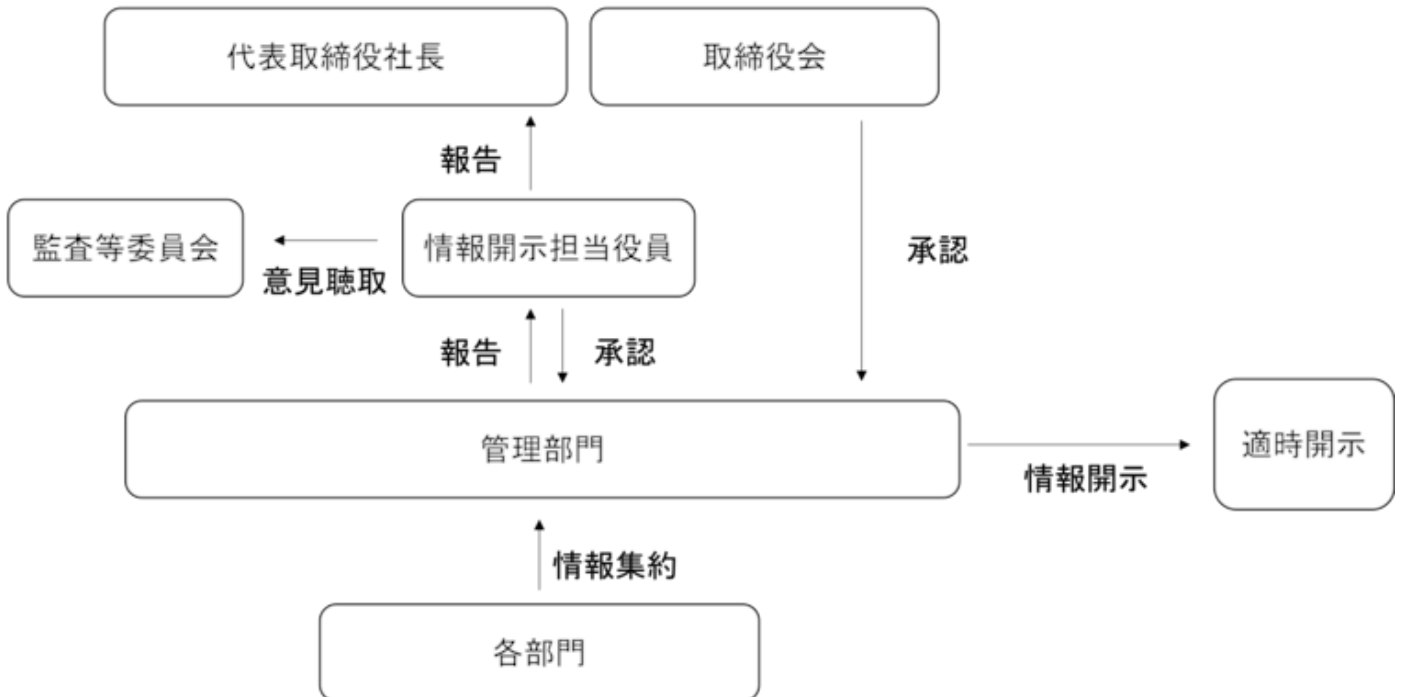 代表取締役社長
取締役会
報告
監査等委員会
情報開示担当役員
承認
意見聴取
報告
承認
管理部門
適時開示
情報開示
情報集約
各部門